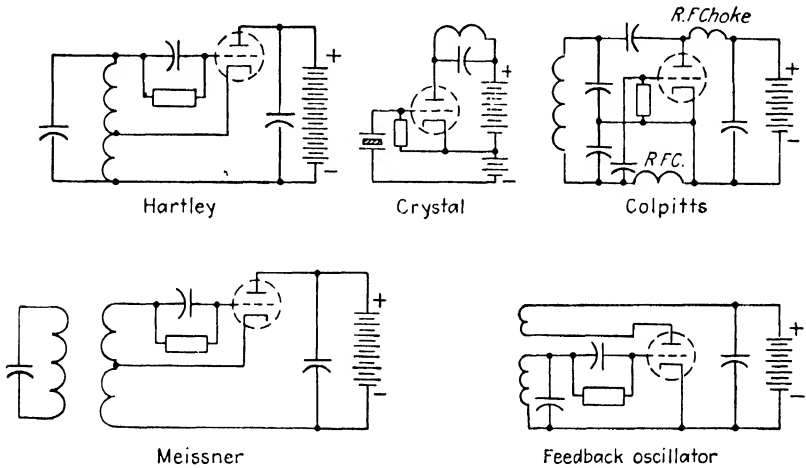 R.F Choke
+
+
+
R F C.
-
-
-
Hartley
Crystal
Colpitts
+
+
-
-
Meissner
Feedback oscillator